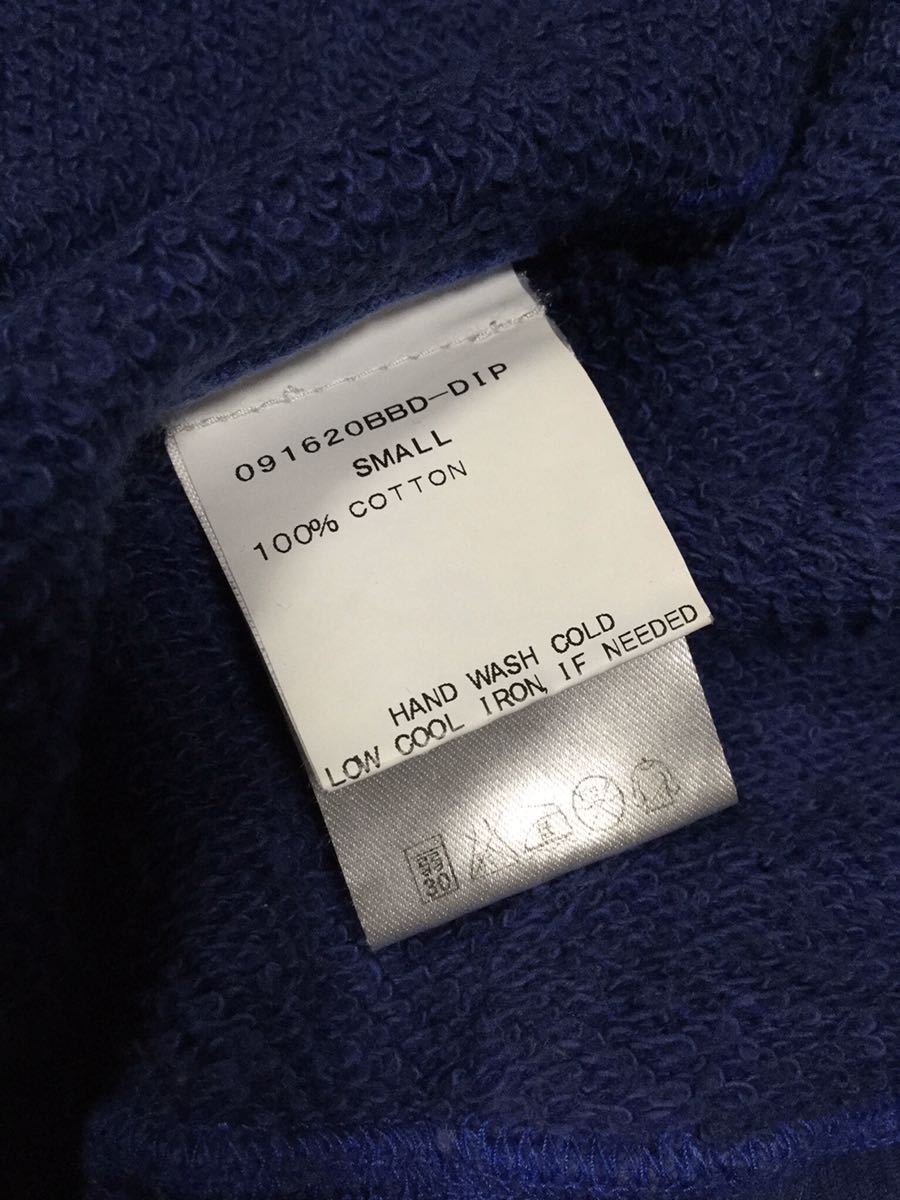 091620BBD-DIP
SMALL
100% COTTON
HAND WASH COLD
LOW COOL IRON, IF NEEDED